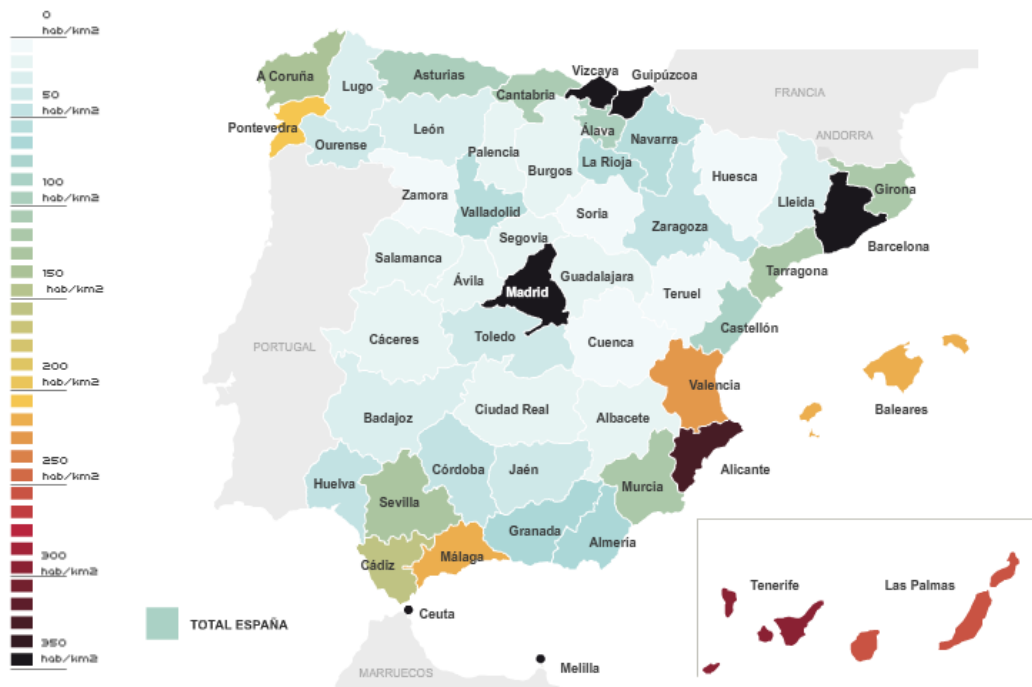 0
hab/km2
50
hab/km2
100
hab/km2
150
hab/km2
200
hab/km2
250
hab/km2
300
hab/km2
350
hab/km2
A Coruña
Lugo
Asturias
Cantabria
Vizcaya
Guipúzcoa
FRANCIA
ANDORRA
Pontevedra
Ourense
León
Palencia
Burgos
Álava
La Rioja
Navarra
Huesca
Lleida
Girona
Barcelona
Zamora
Valladolid
Soria
Zaragoza
Tarragona
Salamanca
Segovia
Ávila
Madrid
Guadalajara
Teruel
Castellón
PORTUGAL
Cáceres
Toledo
Cuenca
Valencia
Baleares
Badajoz
Ciudad Real
Albacete
Alicante
Huelva
Sevilla
Córdoba
Jaén
Murcia
Cádiz
Málaga
Granada
Almería
Ceuta
Melilla
MARRUECOS
TOTAL ESPAÑA
Tenerife
Las Palmas